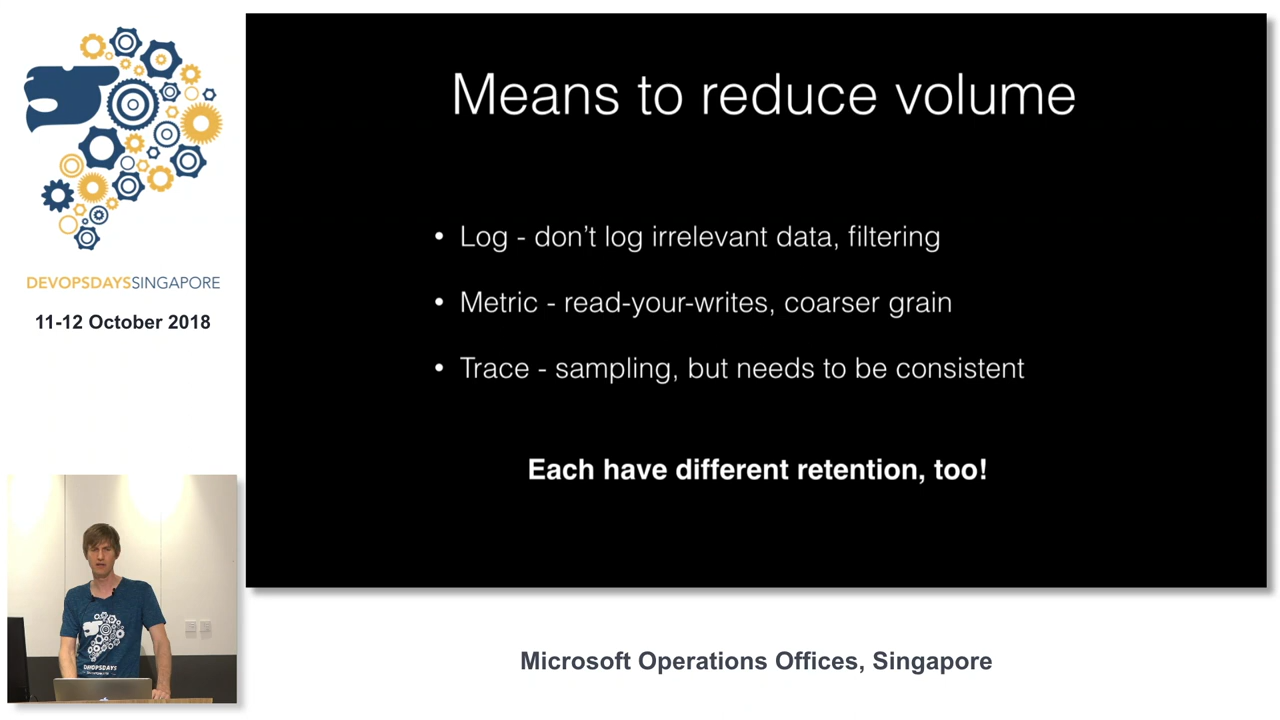 DEVOPSDAYSSINGAPORE
11-12 October 2018
Means to reduce volume
• Log - don’t log irrelevant data, filtering
• Metric - read-your-writes, coarser grain
• Trace - sampling, but needs to be consistent
Each have different retention, too!
DEVOPSDAYS
Microsoft Operations Offices, Singapore